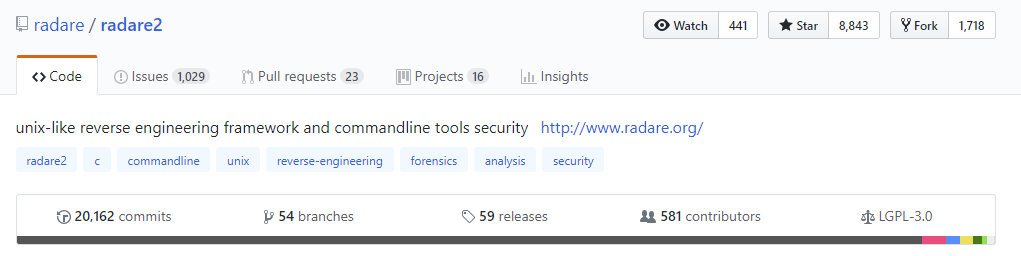 radare / radare2 Watch 441 Star 8,843 Fork 1,718
Code Issues 1,029 Pull requests 23 Projects 16 Insights
unix-like reverse engineering framework and commandline tools security http://www.radare.org/
radare2 c commandline unix reverse-engineering forensics analysis security
20,162 commits 54 branches 59 releases 581 contributors LGPL-3.0